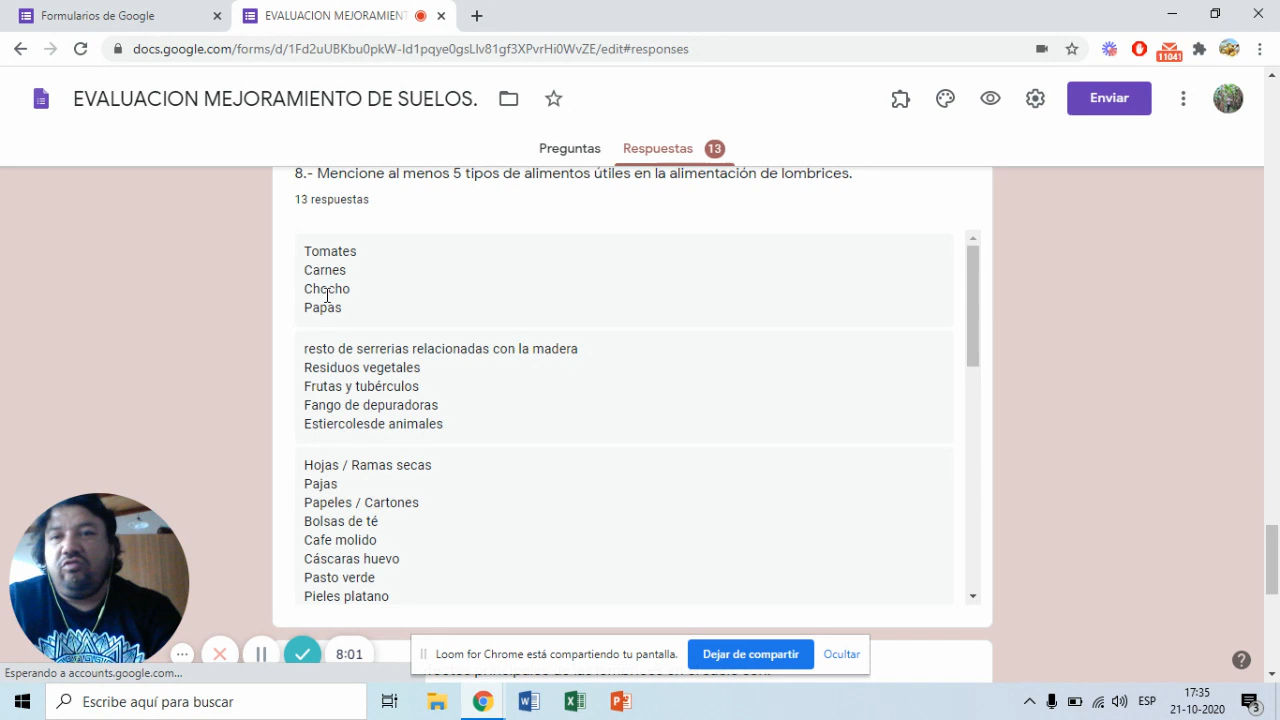 Formularios de Google
EVALUACION MEJORAMIENT
docs.google.com/forms/d/1Fd2uUBKbu0pkW-Id1pqye0gsLlv81gf3XPvrHi0WvZE/edit#responses
11041
EVALUACION MEJORAMIENTO DE SUELOS.
Enviar
Preguntas
Respuestas 13
8.- Mencione al menos 5 tipos de alimentos útiles en la alimentación de lombrices.
13 respuestas
Tomates
Carnes
Chocho
Papas
resto de serrerias relacionadas con la madera
Residuos vegetales
Frutas y tubérculos
Fango de depuradoras
Estiercolesde animales
Hojas / Ramas secas
Pajas
Papeles / Cartones
Bolsas de té
Cafe molido
Cáscaras huevo
Pasto verde
Pieles platano
8:01
Loom for Chrome está compartiendo tu pantalla.
Dejar de compartir
Ocultar
Esperando a accounts.google.com...
Escribe aquí para buscar
ESP
17:35
21-10-2020
3